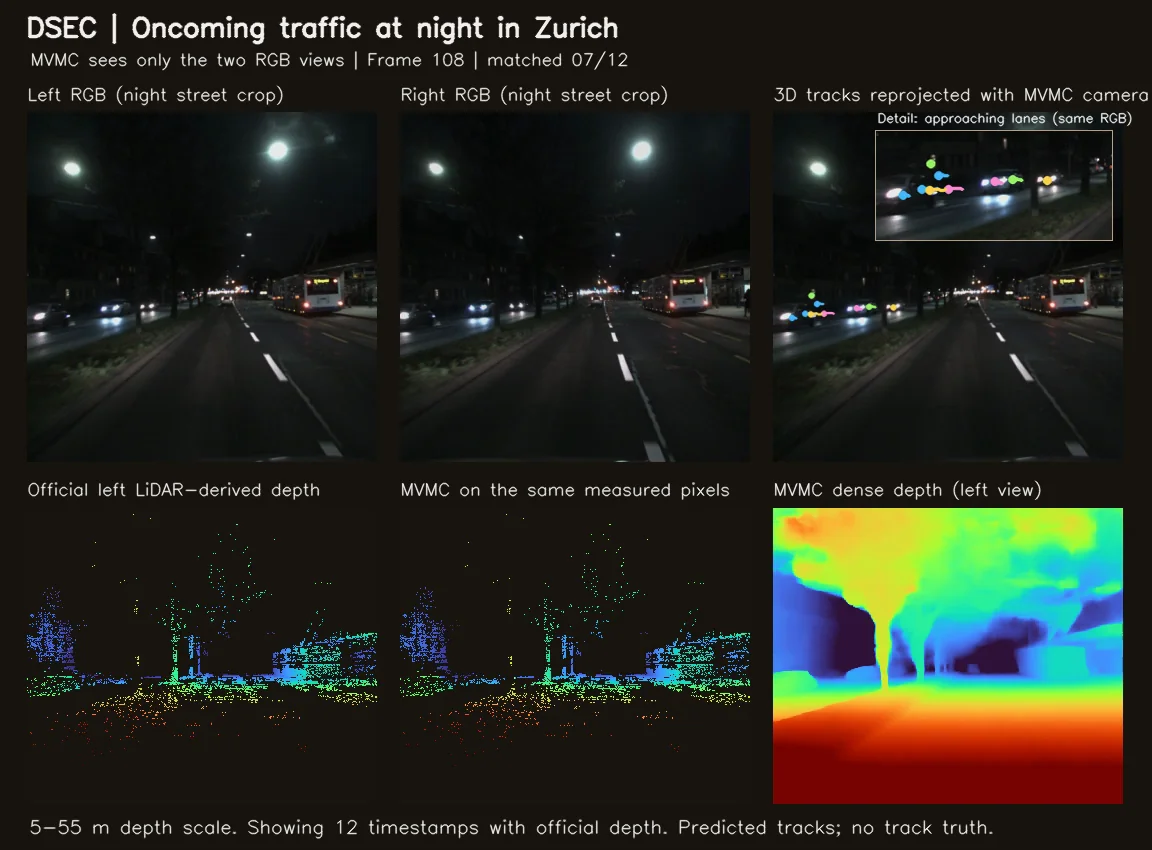 DSEC | Oncoming traffic at night in Zurich
MVMC sees only the two RGB views | Frame 108 | matched 07/12
Left RGB (night street crop)
Right RGB (night street crop)
3D tracks reprojected with MVMC camera
Detail: approaching lanes (same RGB)
Official left LiDAR-derived depth
MVMC on the same measured pixels
MVMC dense depth (left view)
5-55 m depth scale. Showing 12 timestamps with official depth. Predicted tracks; no track truth.